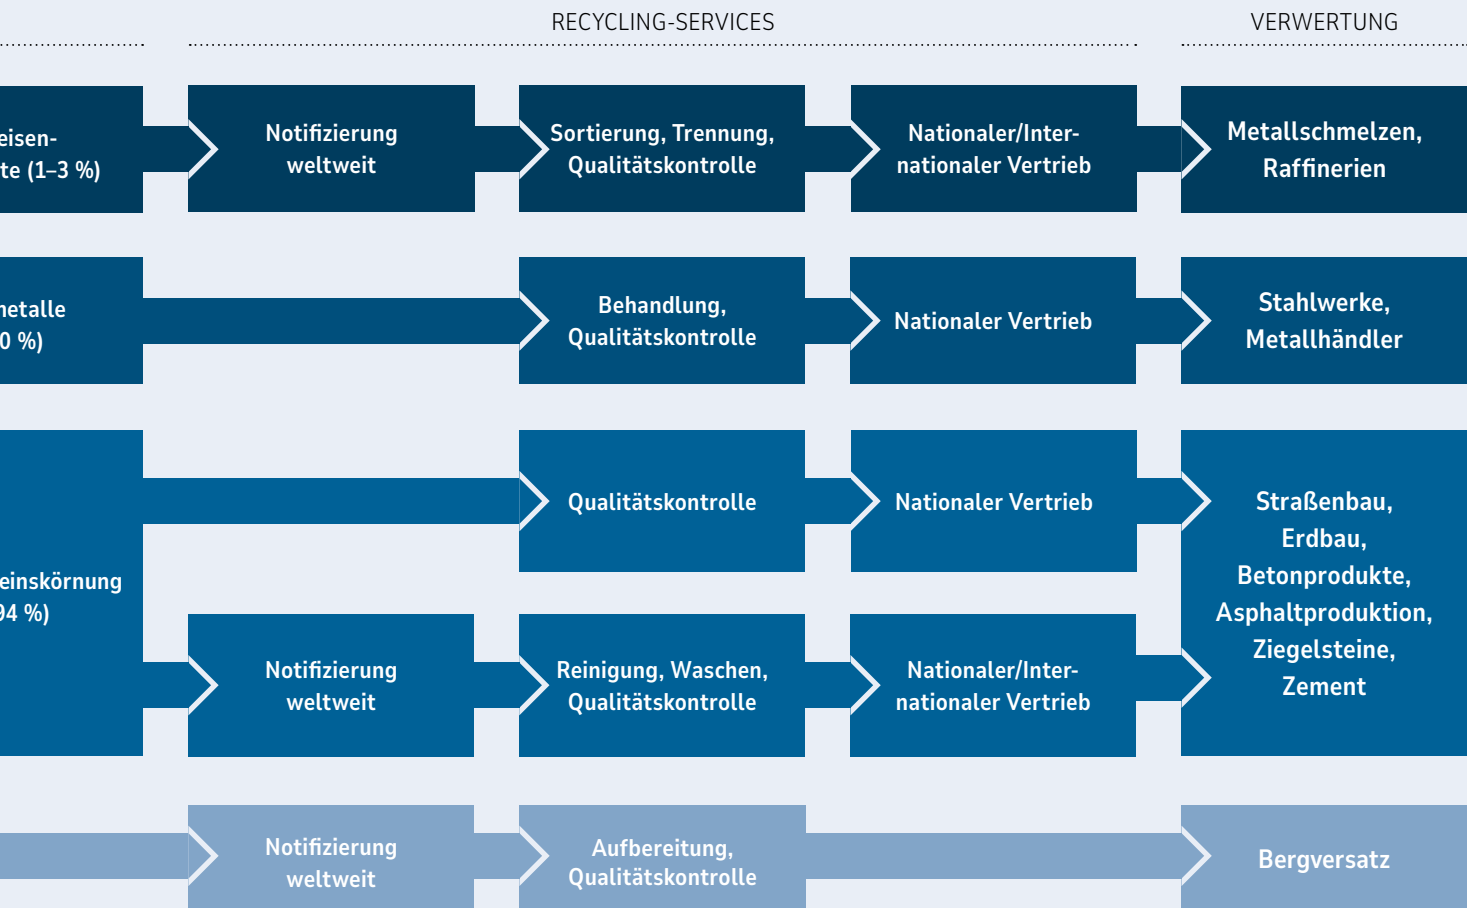 RECYCLING-SERVICES
VERWERTUNG
eisen-
te (1–3 %)
Notifizierung
weltweit
Sortierung, Trennung,
Qualitätskontrolle
Nationaler/Inter-
nationaler Vertrieb
Metallschmelzen,
Raffinerien
etalle
0 %)
Behandlung,
Qualitätskontrolle
Nationaler Vertrieb
Stahlwerke,
Metallhändler
einskörnung
94 %)
Qualitätskontrolle
Nationaler Vertrieb
Notifizierung
weltweit
Reinigung, Waschen,
Qualitätskontrolle
Nationaler/Inter-
nationaler Vertrieb
Straßenbau,
Erdbau,
Betonprodukte,
Asphaltproduktion,
Ziegelsteine,
Zement
Notifizierung
weltweit
Aufbereitung,
Qualitätskontrolle
Bergversatz